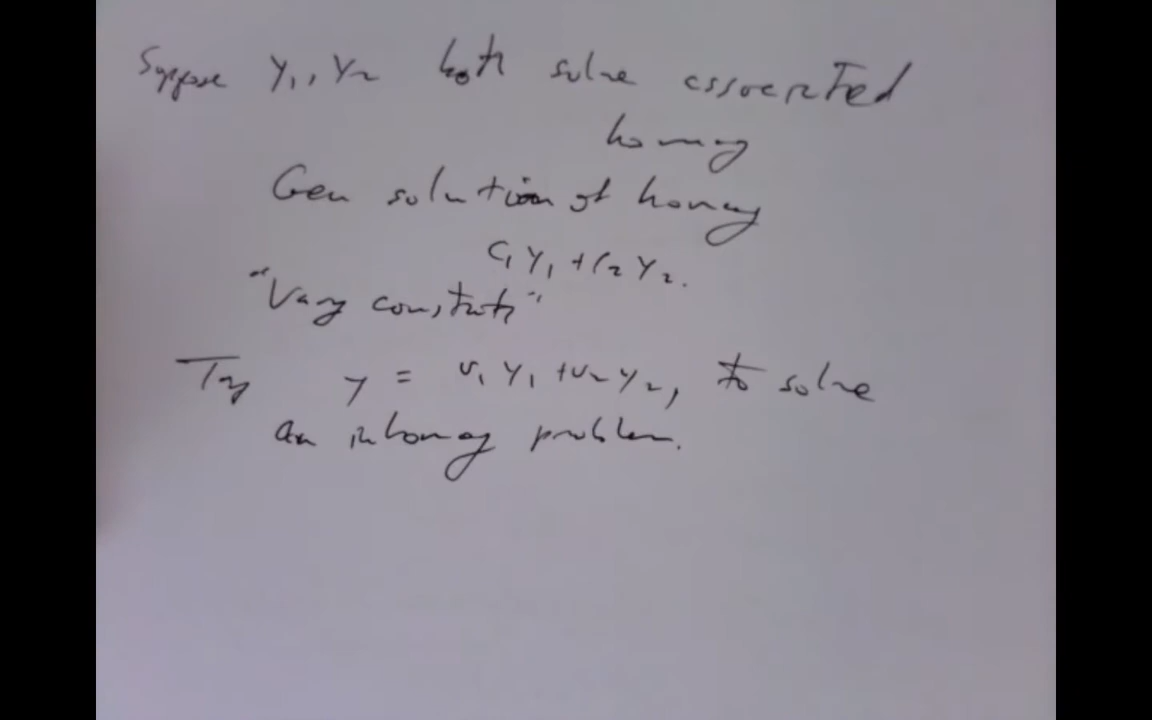 Suppose y₁, y₂ both solve associated
homog
Gen solution of homog
c₁y₁ + c₂y₂.
"Vary constants"
Try y = v₁y₁ + v₂y₂, to solve
an inhomog problem.